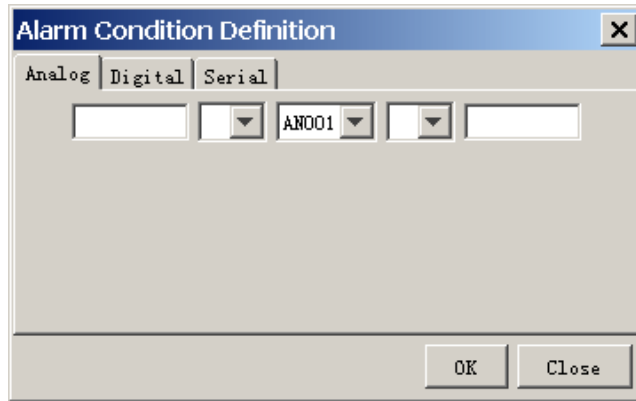 Alarm Condition Definition
Analog Digital Serial
AN001
OK Close